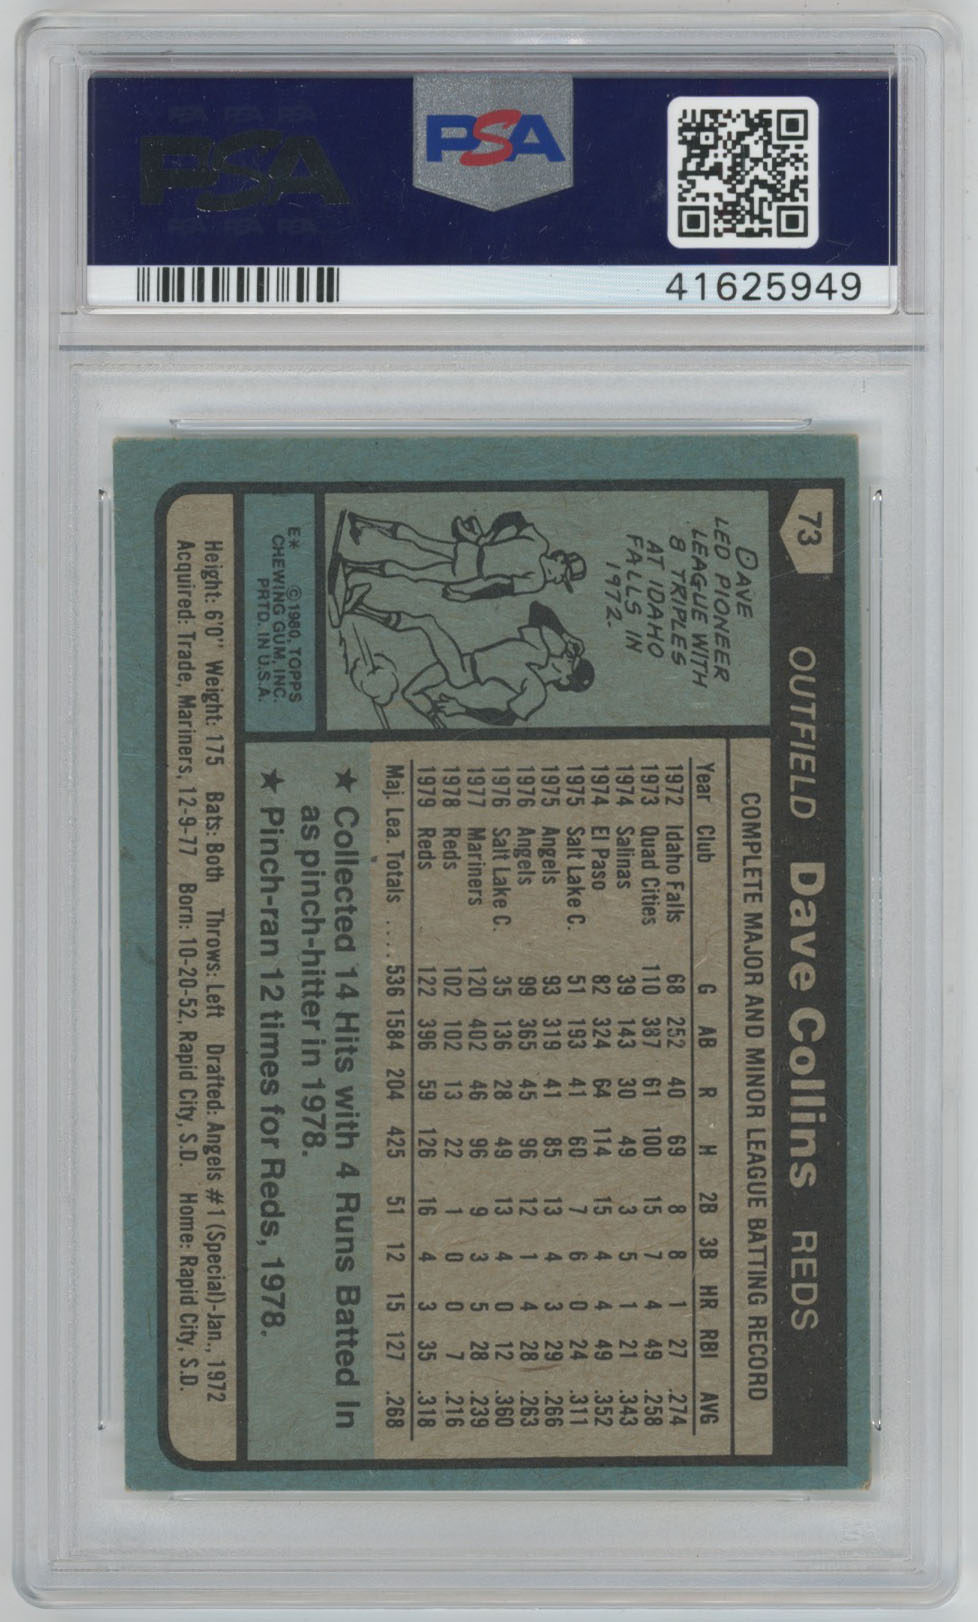 PSA PSA PSA
PSA
PSA PSA PSA
PSA
41625949
73 OUTFIELD Dave Collins REDS
DAVE
LED PIONEER
LEAGUE WITH
8 TRIPLES
AT IDAHO
FALLS IN
1972.
E* ©1980, TOPPS
CHEWING GUM, INC.
PRTD. IN U.S.A.
COMPLETE MAJOR AND MINOR LEAGUE BATTING RECORD
Year Club G AB R H 2B 3B HR RBI AVG
1972 Idaho Falls 68 252 40 69 8 8 1 27 .274
1973 Quad Cities 110 387 61 100 15 7 4 49 .258
1974 Salinas 39 143 30 49 3 5 1 21 .343
1974 El Paso 82 324 64 114 15 4 4 49 .352
1975 Salt Lake C. 51 193 41 60 7 6 0 24 .311
1975 Angels 93 319 41 85 13 4 3 29 .266
1976 Angels 99 365 45 96 12 1 4 28 .263
1976 Salt Lake C. 35 136 28 49 13 4 0 12 .360
1977 Mariners 120 402 46 96 9 3 5 28 .239
1978 Reds 102 102 13 22 1 0 0 7 .216
1979 Reds 122 396 59 126 16 4 3 35 .318
Maj. Lea. Totals .... 536 1584 204 425 51 12 15 127 .268
★ Collected 14 Hits with 4 Runs Batted In
as pinch-hitter in 1978.
★ Pinch-ran 12 times for Reds, 1978.
Height: 6'0" Weight: 175 Bats: Both Throws: Left Drafted: Angels #1 (Special)-Jan., 1972
Acquired: Trade, Mariners, 12-9-77 Born: 10-20-52, Rapid City, S.D. Home: Rapid City, S.D.